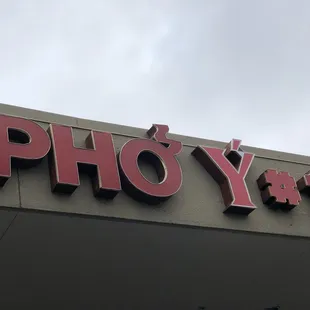 PHỞ Ý #